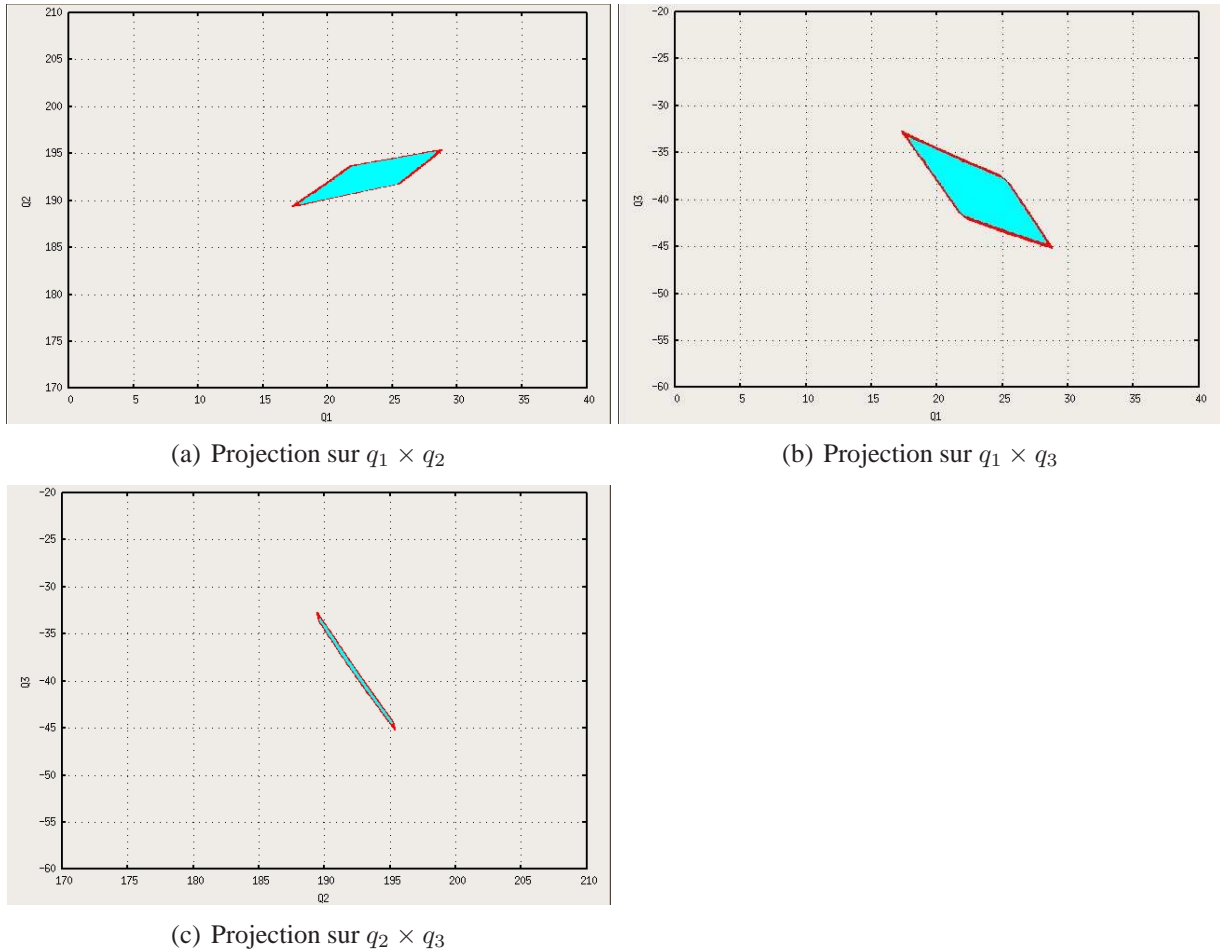 210
205
200
195
190
185
180
175
170
Q2
0 5 10 15 20 25 30 35 40
Q1
(a) Projection sur q₁ × q₂
-20
-25
-30
-35
-40
-45
-50
-55
-60
Q3
0 5 10 15 20 25 30 35 40
Q1
(b) Projection sur q₁ × q₃
-20
-25
-30
-35
-40
-45
-50
-55
-60
Q3
170 175 180 185 190 195 200 205 210
Q2
(c) Projection sur q₂ × q₃